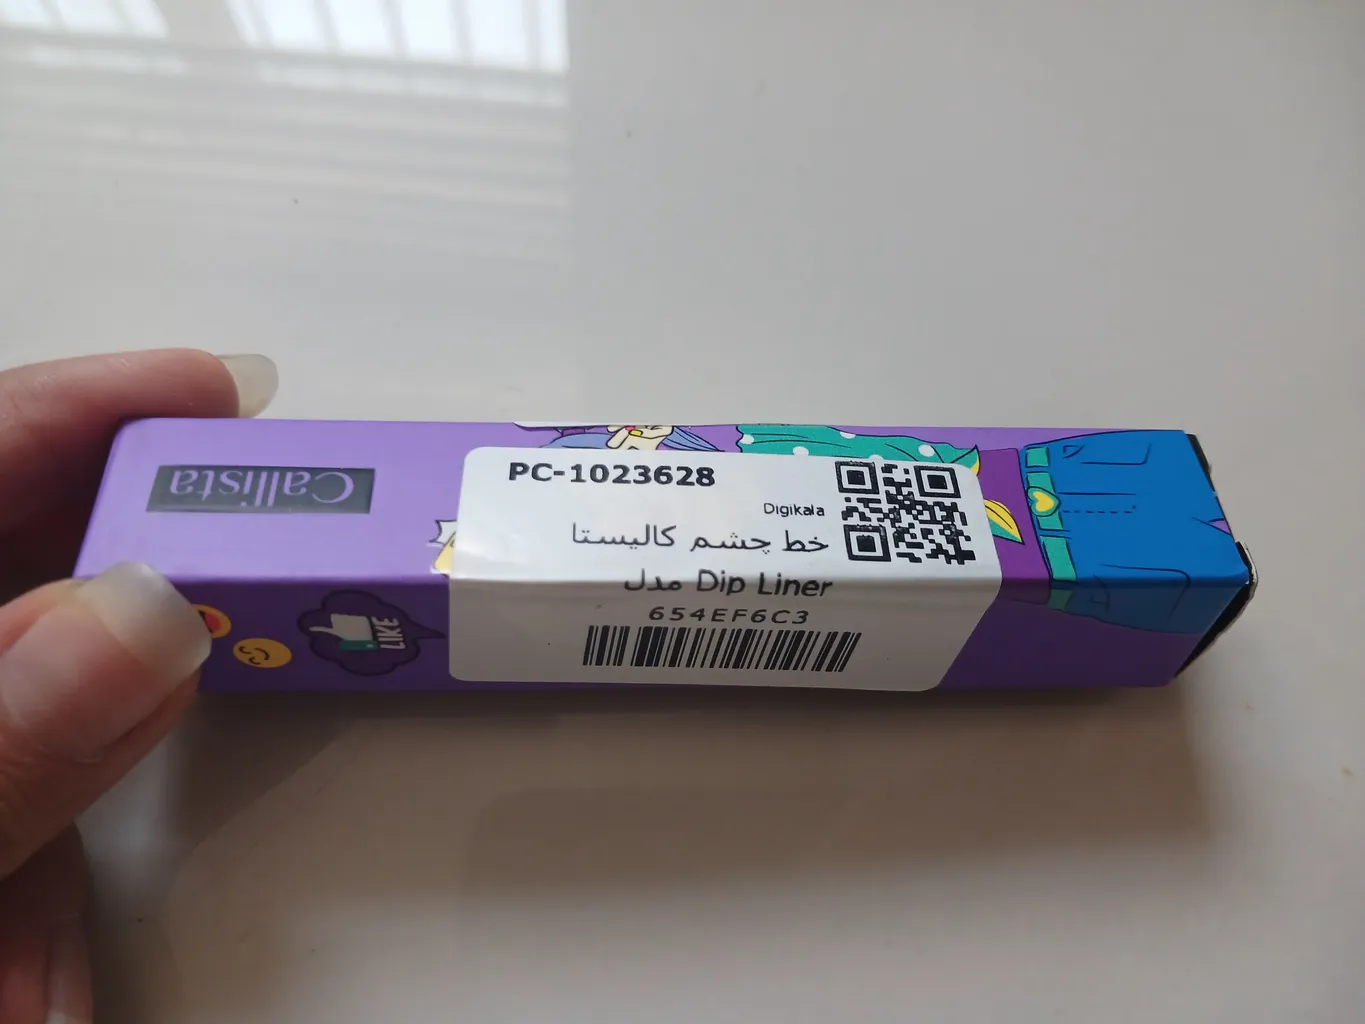 Callista
PC-1023628
Digikala
خط چشم کالیستا
مدل Dip Liner
654EF6C3
LIKE